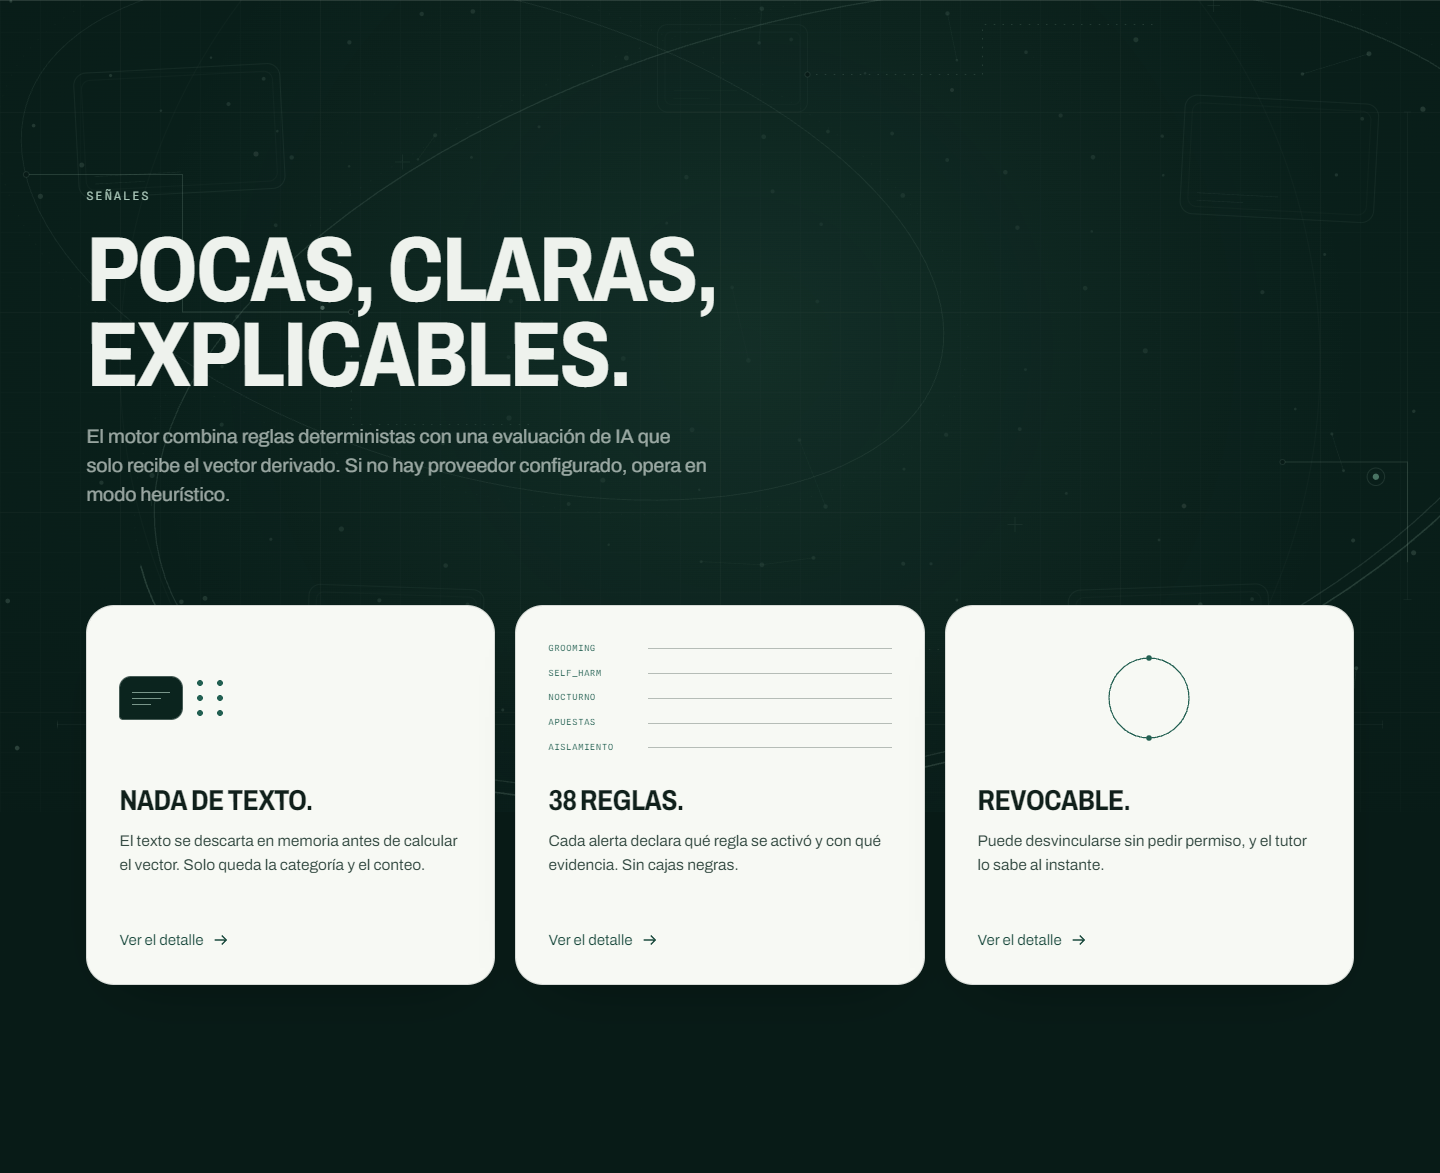 SEÑALES
POCAS, CLARAS,
EXPLICABLES.
El motor combina reglas deterministas con una evaluación de IA que
solo recibe el vector derivado. Si no hay proveedor configurado, opera en
modo heurístico.
NADA DE TEXTO.
El texto se descarta en memoria antes de calcular
el vector. Solo queda la categoría y el conteo.
Ver el detalle
GROOMING
SELF_HARM
NOCTURNO
APUESTAS
AISLAMIENTO
38 REGLAS.
Cada alerta declara qué regla se activó y con qué
evidencia. Sin cajas negras.
Ver el detalle
REVOCABLE.
Puede desvincularse sin pedir permiso, y el tutor
lo sabe al instante.
Ver el detalle